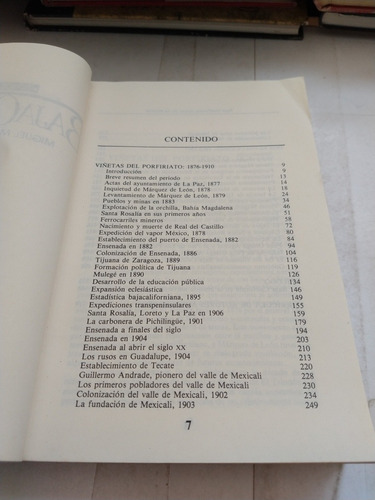 CONTENIDO
VIÑETAS DEL PORFIRIATO: 1876-1910 9
Introducción 9
Breve resumen del periodo 13
Actas del ayuntamiento de La Paz, 1877 14
Inquietud de Márquez de León, 1878 18
Levantamiento de Márquez de León, 1879 24
Pueblos y minas en 1883 34
Explotación de la orchilla, Bahía Magdalena 46
Santa Rosalía en sus primeros años 51
Ferrocarriles mineros 58
Nacimiento y muerte de Real del Castillo 72
Expedición del vapor México, 1878 80
Establecimiento del puerto de Ensenada, 1882 84
Ensenada en 1882 94
Colonización de Ensenada, 1886 104
Tijuana de Zaragoza, 1889 116
Formación política de Tijuana 119
Mulegé en 1890 126
Desarrollo de la educación pública 134
Expansión eclesiástica 146
Estadística bajacaliforniana, 1895 149
Expediciones transpeninsulares 155
Santa Rosalía, Loreto y La Paz en 1906 159
La carbonera de Pichilingüe, 1901 179
Ensenada a finales del siglo 194
Ensenada en 1904 203
Ensenada al abrir el siglo XX 210
Los rusos en Guadalupe, 1904 213
Establecimiento de Tecate 220
Guillermo Andrade, pionero del valle de Mexicali 228
Los primeros pobladores del valle de Mexicali 230
Colonización del valle de Mexicali, 1902 234
La fundación de Mexicali, 1903 249
7